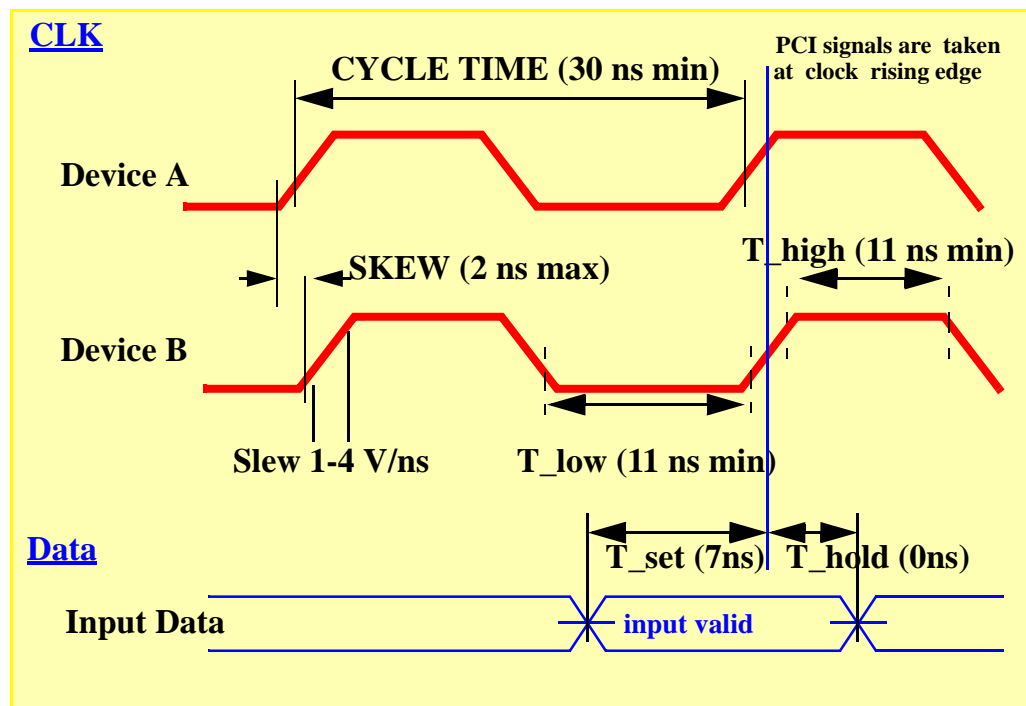 CLK
PCI signals are taken
at clock rising edge
CYCLE TIME (30 ns min)
Device A
T_high (11 ns min)
SKEW (2 ns max)
Device B
Slew 1-4 V/ns
T_low (11 ns min)
Data
T_set (7ns)
T_hold (0ns)
Input Data
input valid